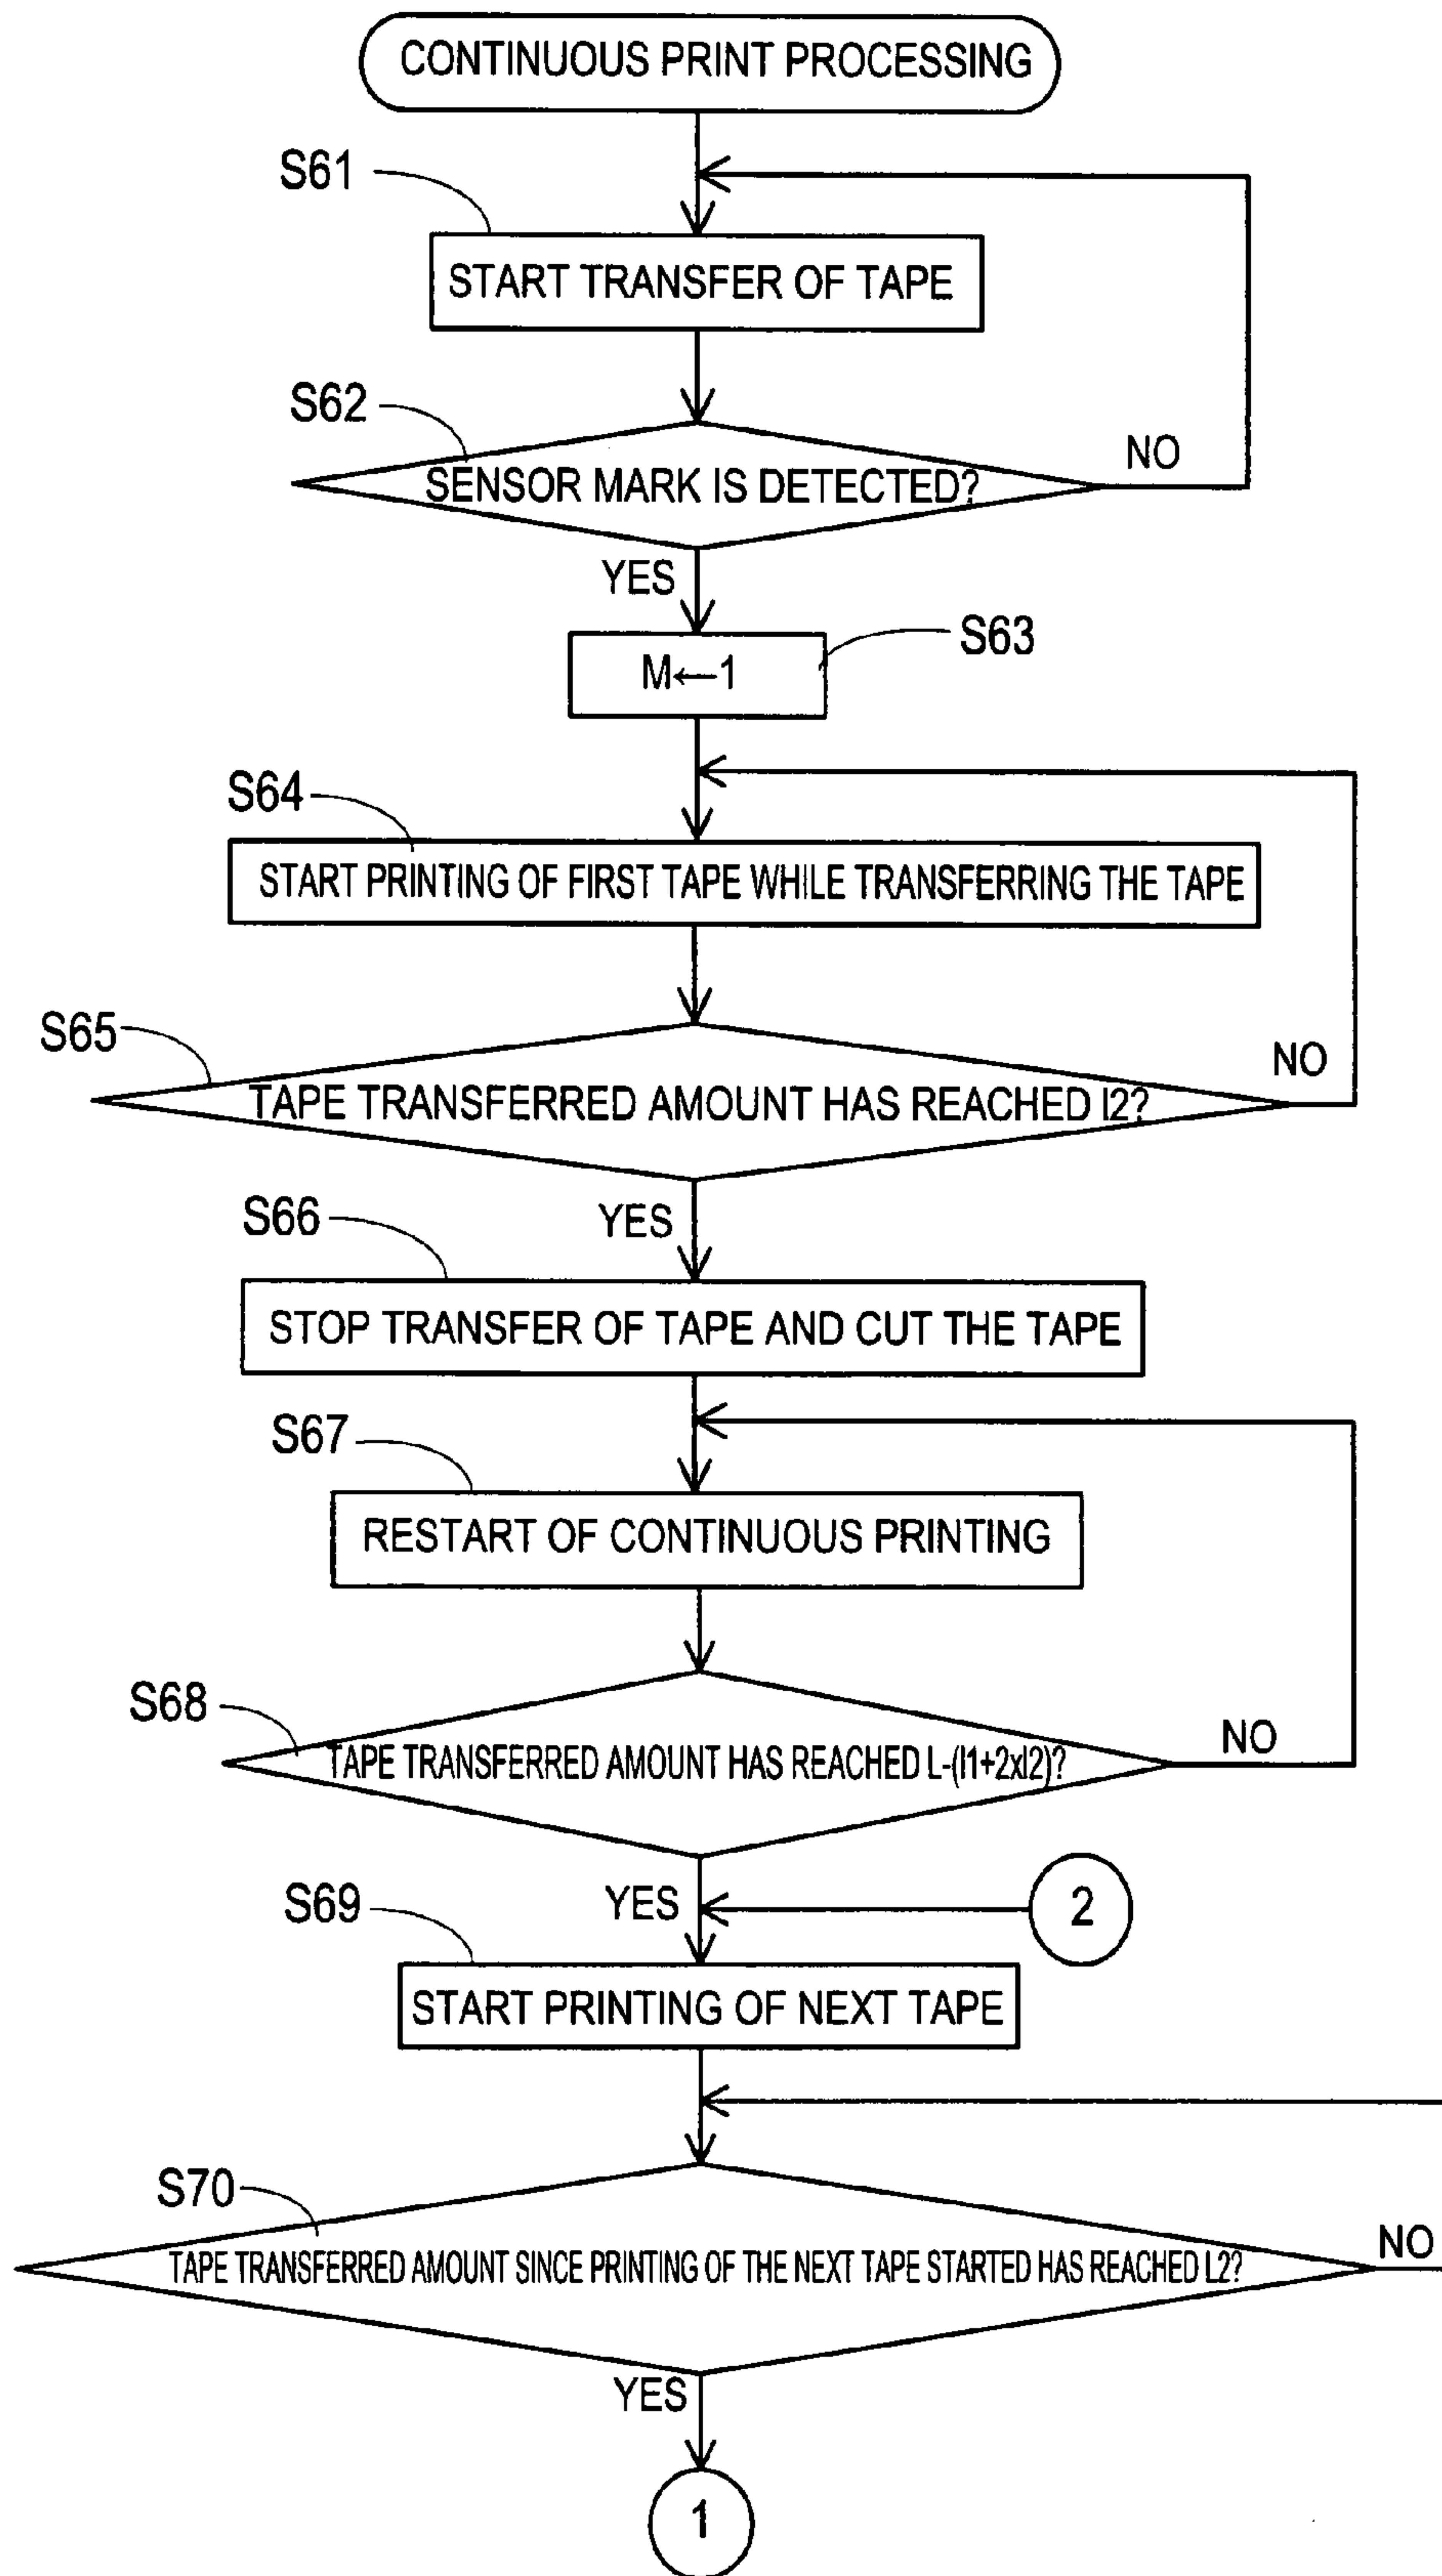 CONTINUOUS PRINT PROCESSING
S61
START TRANSFER OF TAPE
S62
SENSOR MARK IS DETECTED?
NO
YES
S63
M←1
S64
START PRINTING OF FIRST TAPE WHILE TRANSFERRING THE TAPE
S65
TAPE TRANSFERRED AMOUNT HAS REACHED l2?
NO
YES
S66
STOP TRANSFER OF TAPE AND CUT THE TAPE
S67
RESTART OF CONTINUOUS PRINTING
S68
TAPE TRANSFERRED AMOUNT HAS REACHED L-(l1+2xl2)?
NO
YES
2
S69
START PRINTING OF NEXT TAPE
S70
TAPE TRANSFERRED AMOUNT SINCE PRINTING OF THE NEXT TAPE STARTED HAS REACHED L2?
NO
YES
1